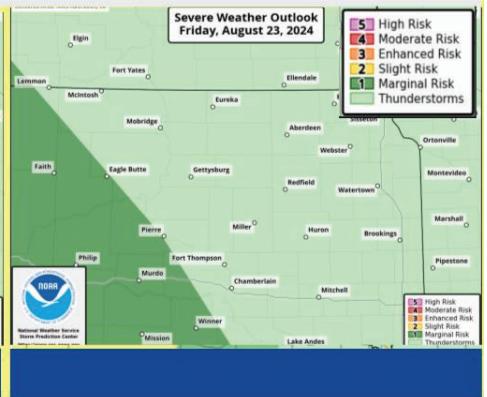 Severe Weather Outlook
Friday, August 23, 2024
5 High Risk
4 Moderate Risk
3 Enhanced Risk
2 Slight Risk
1 Marginal Risk
Thunderstorms
Elgin
Fort Yates
Ellendale
Lemmon
McIntosh
Eureka
Sisseton
Mobridge
Aberdeen
Ortonville
Webster
Faith
Eagle Butte
Gettysburg
Montevideo
Redfield
Watertown
Miller
Marshall
Pierre
Huron
Brookings
Philip
Fort Thompson
Pipestone
Murdo
Chamberlain
Mitchell
NOAA
National Weather Service
Storm Prediction Center
Winner
Mission
Lake Andes
5 High Risk
4 Moderate Risk
3 Enhanced Risk
2 Slight Risk
1 Marginal Risk
Thunderstorms